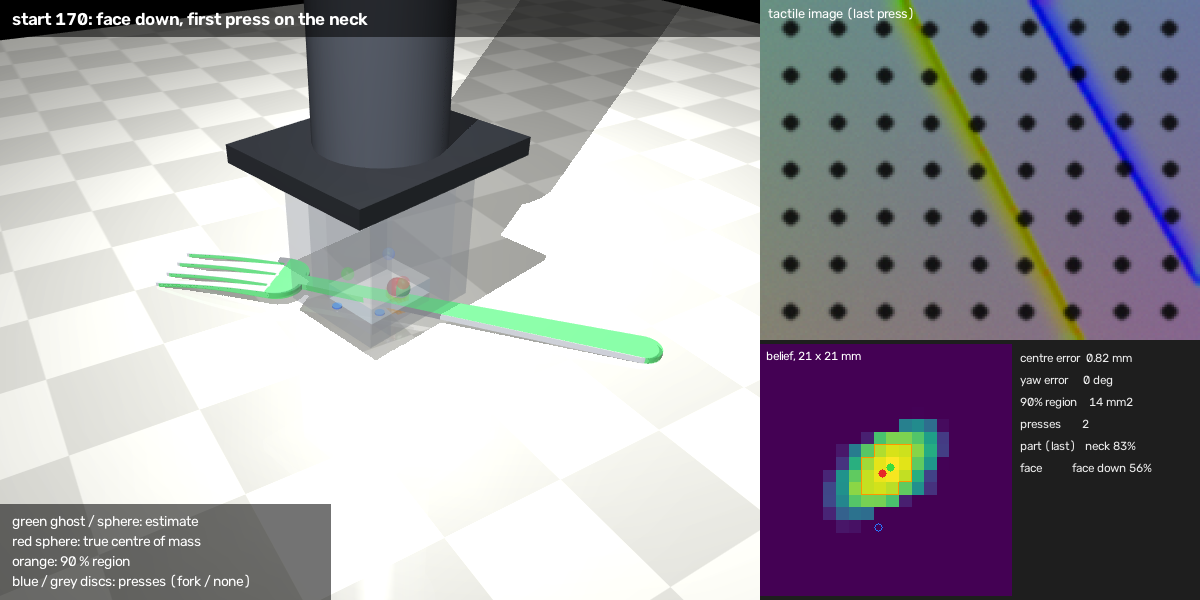 start 170: face down, first press on the neck
tactile image (last press)
belief, 21 x 21 mm
centre error 0.82 mm
yaw error 0 deg
90% region 14 mm2
presses 2
part (last) neck 83%
face face down 56%
green ghost / sphere: estimate
red sphere: true centre of mass
orange: 90 % region
blue / grey discs: presses (fork / none)